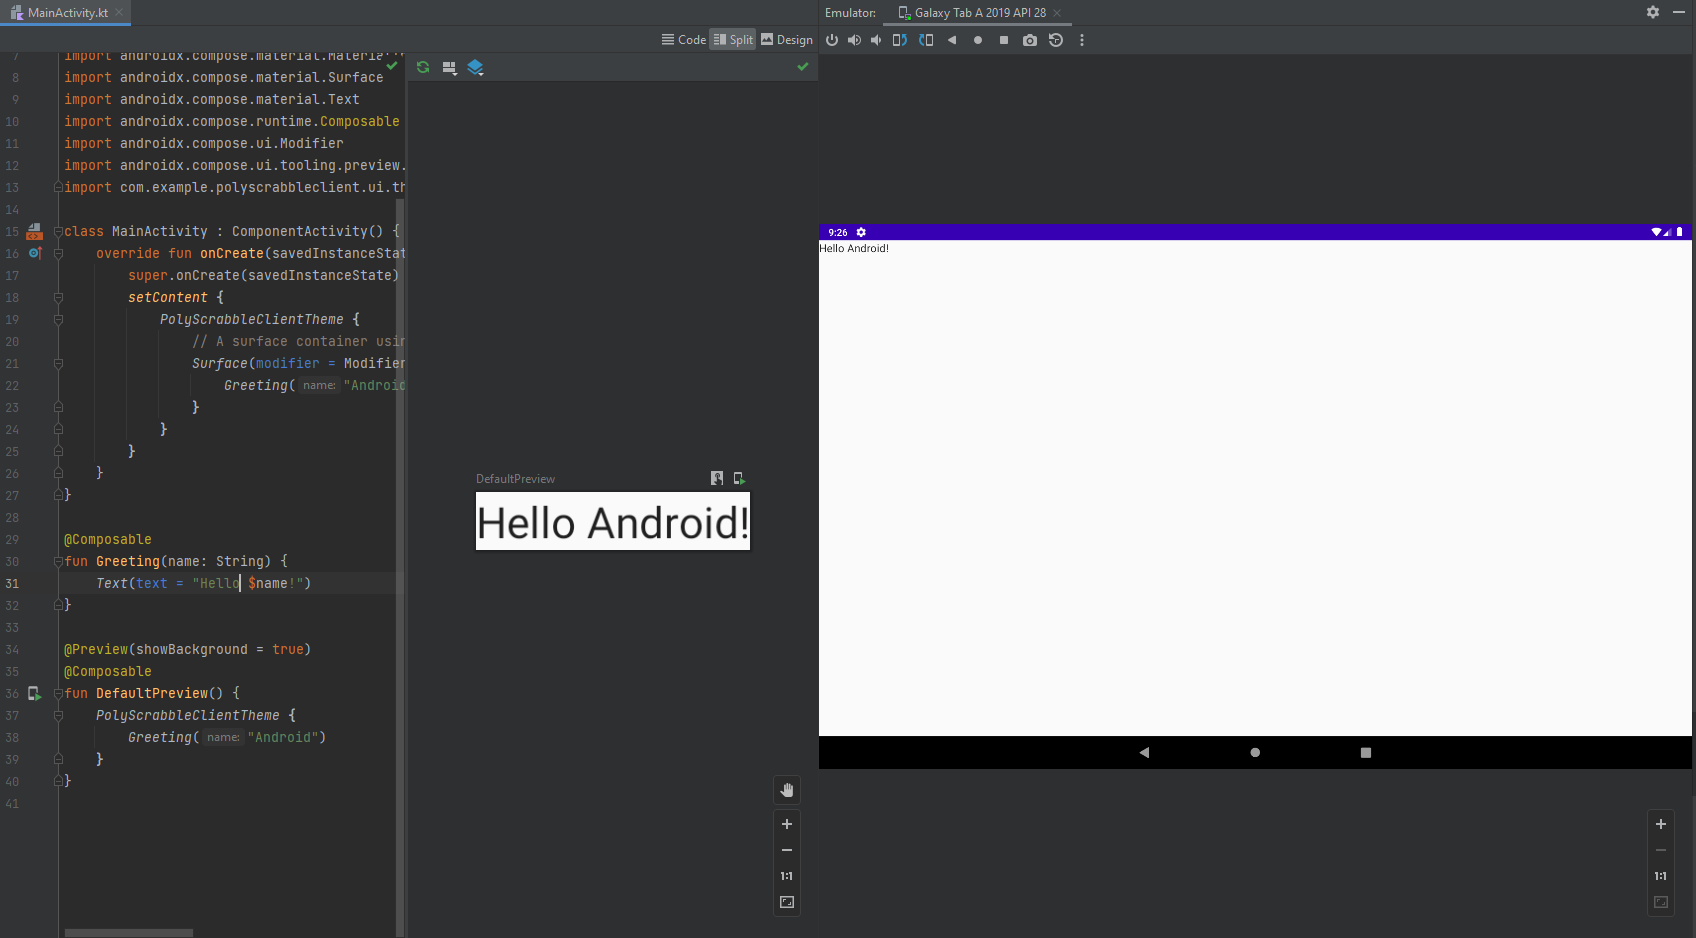 MainActivity.kt
Emulator: Galaxy Tab A 2019 API 28
Code Split Design
7 import androidx.compose.material.Materia
8 import androidx.compose.material.Surface
9 import androidx.compose.material.Text
10 import androidx.compose.runtime.Composable
11 import androidx.compose.ui.Modifier
12 import androidx.compose.ui.tooling.preview.
13 import com.example.polyscrabbleclient.ui.th
14
15 class MainActivity : ComponentActivity() {
16 override fun onCreate(savedInstanceStat
17 super.onCreate(savedInstanceState)
18 setContent {
19 PolyScrabbleClientTheme {
20 // A surface container usin
21 Surface(modifier = Modifier
22 Greeting( name: "Android
23 }
24 }
25 }
26 }
27 }
28
29 @Composable
30 fun Greeting(name: String) {
31 Text(text = "Hello $name!")
32 }
33
34 @Preview(showBackground = true)
35 @Composable
36 fun DefaultPreview() {
37 PolyScrabbleClientTheme {
38 Greeting( name: "Android")
39 }
40 }
41
DefaultPreview
Hello Android!
1:1
9:26
Hello Android!
1:1